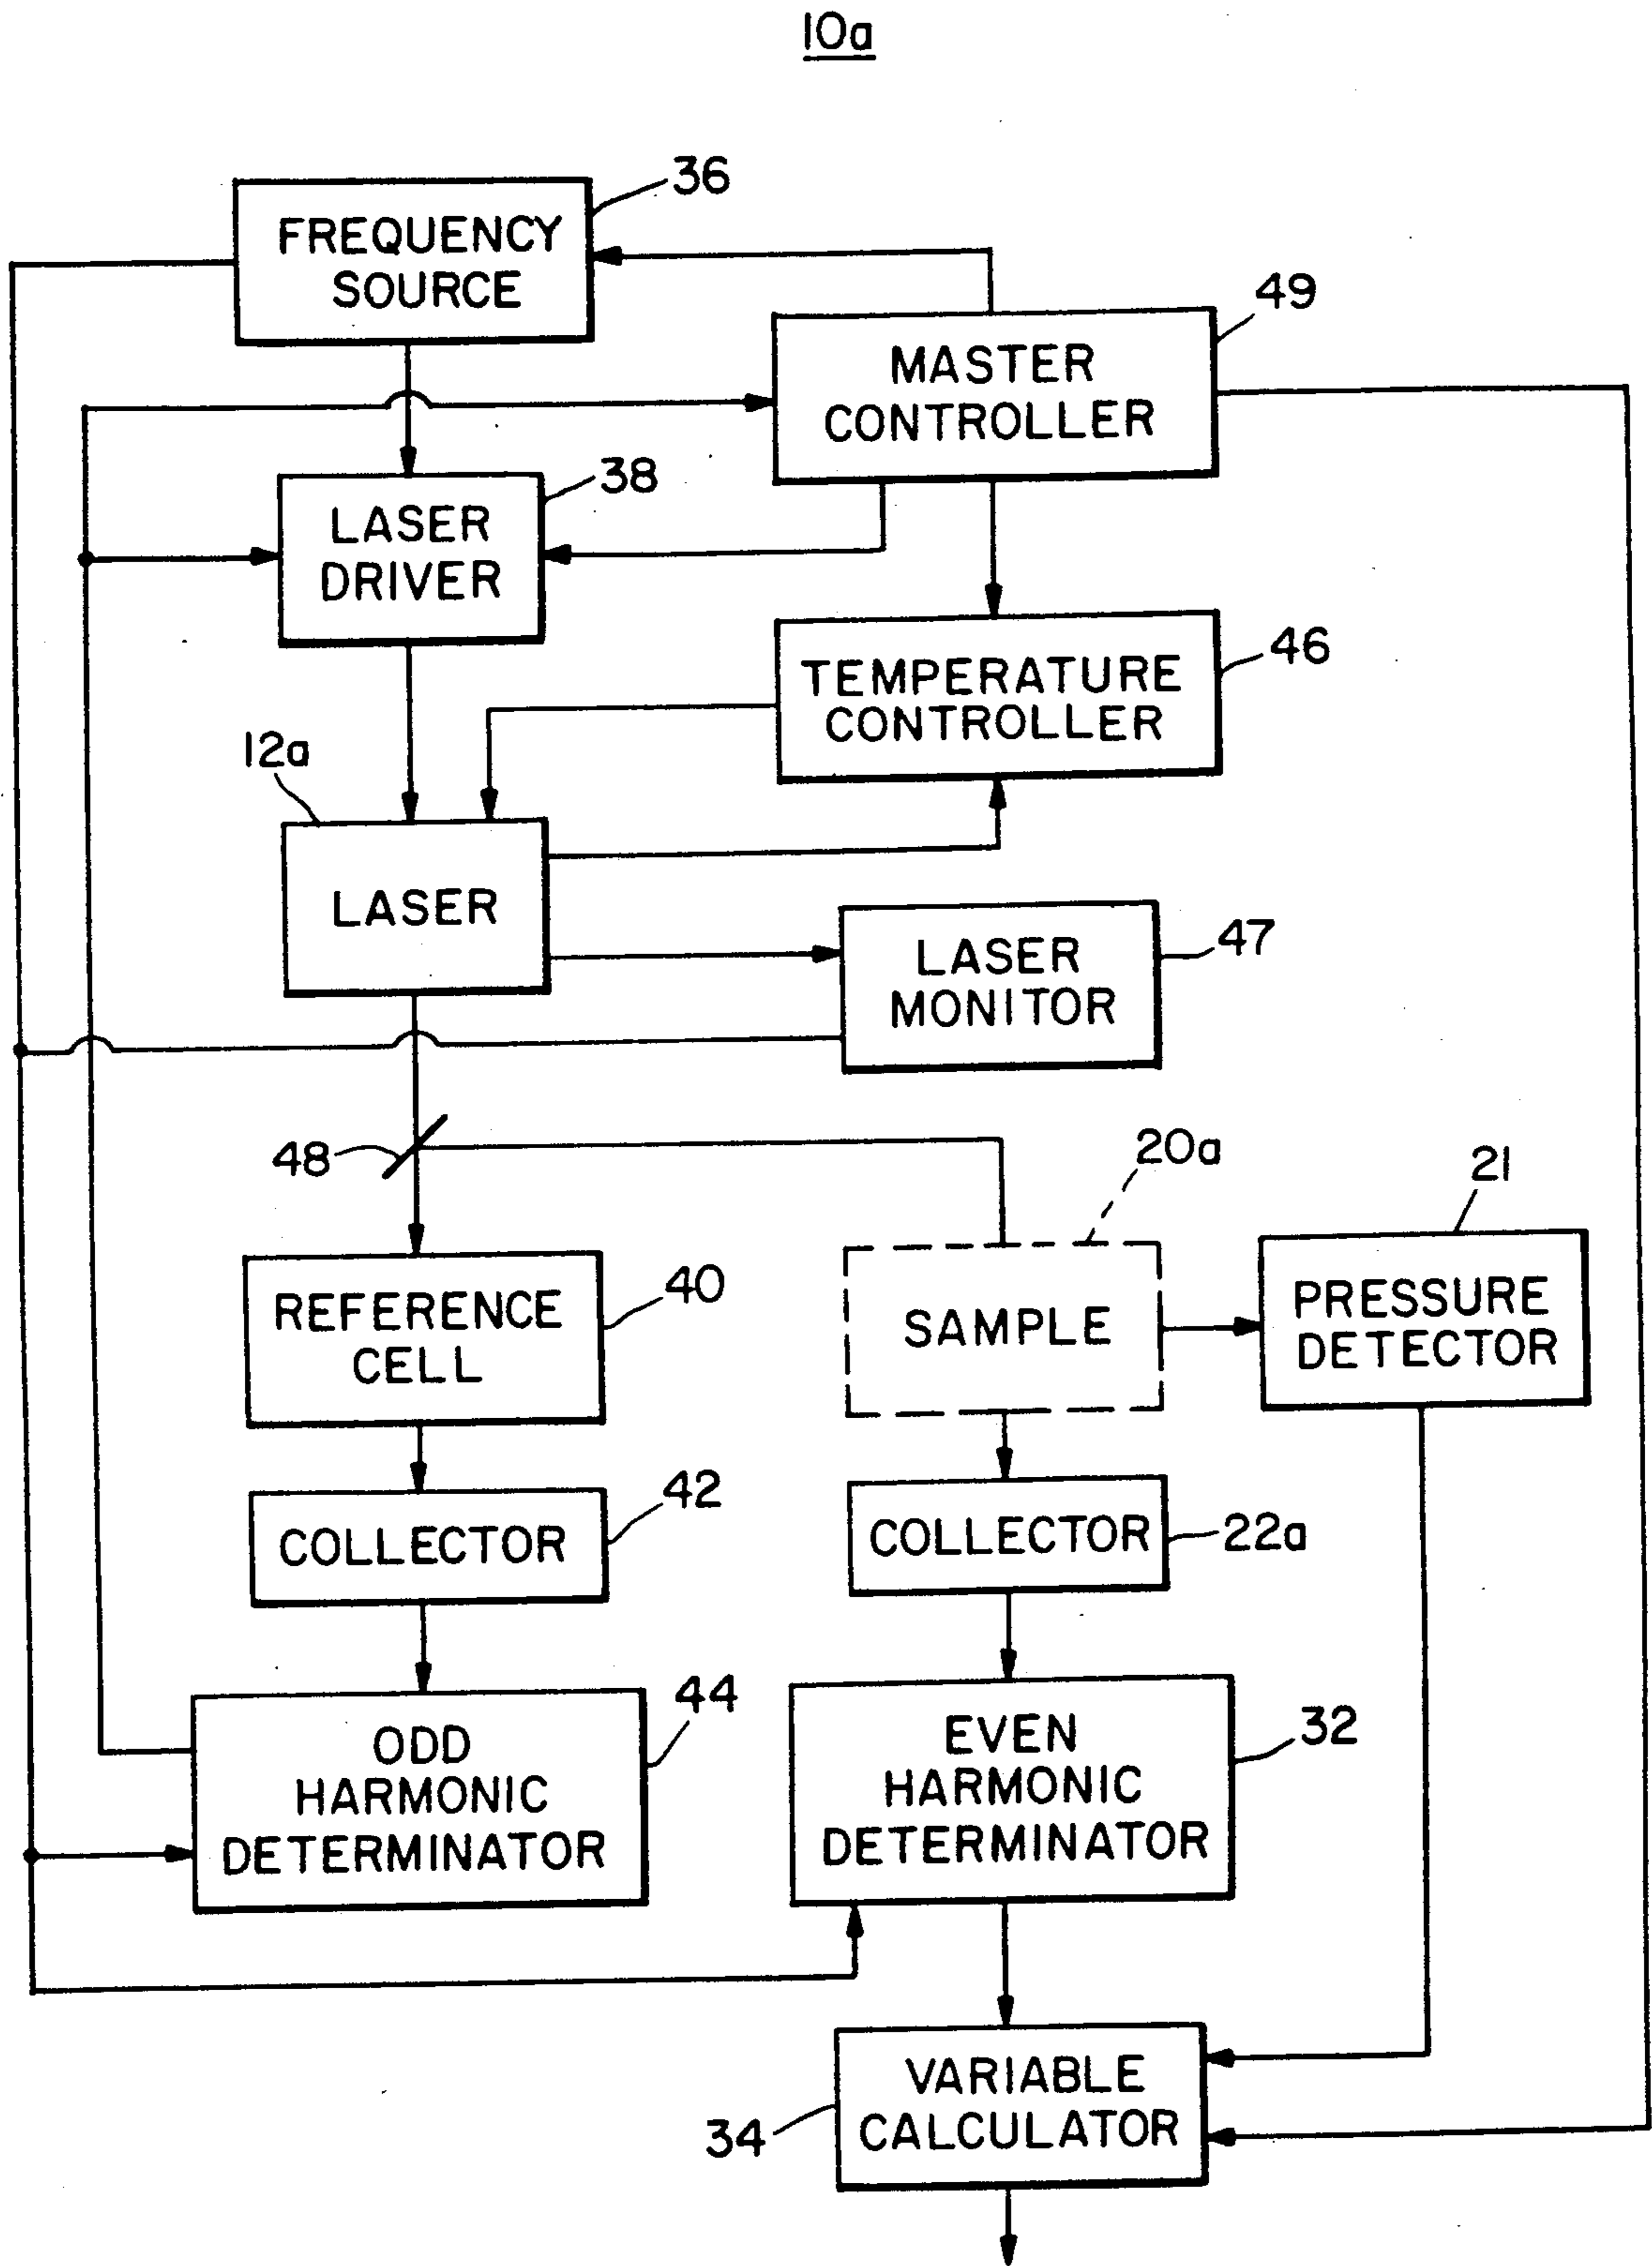 10a
36
FREQUENCY
SOURCE
49
MASTER
CONTROLLER
38
LASER
DRIVER
46
TEMPERATURE
CONTROLLER
12a
LASER
47
LASER
MONITOR
48
20a
21
REFERENCE
CELL
40
SAMPLE
PRESSURE
DETECTOR
42
COLLECTOR
COLLECTOR
22a
44
ODD
HARMONIC
DETERMINATOR
EVEN
HARMONIC
DETERMINATOR
32
VARIABLE
CALCULATOR
34